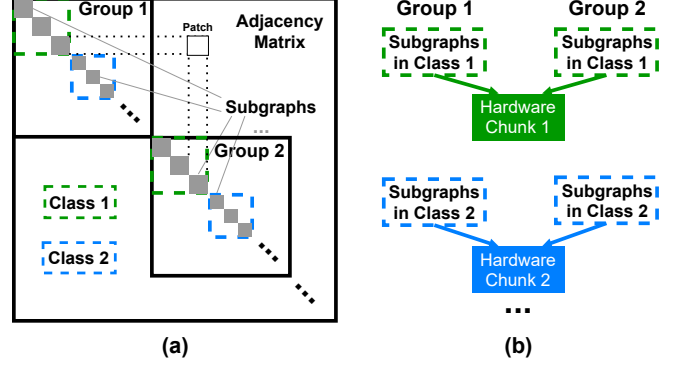 Group 1
Patch
Adjacency
Matrix
Subgraphs
...
Group 2
Class 1
Class 2
(a)
Group 1
Group 2
Subgraphs
in Class 1
Subgraphs
in Class 1
Hardware
Chunk 1
Subgraphs
in Class 2
Subgraphs
in Class 2
Hardware
Chunk 2
...
(b)